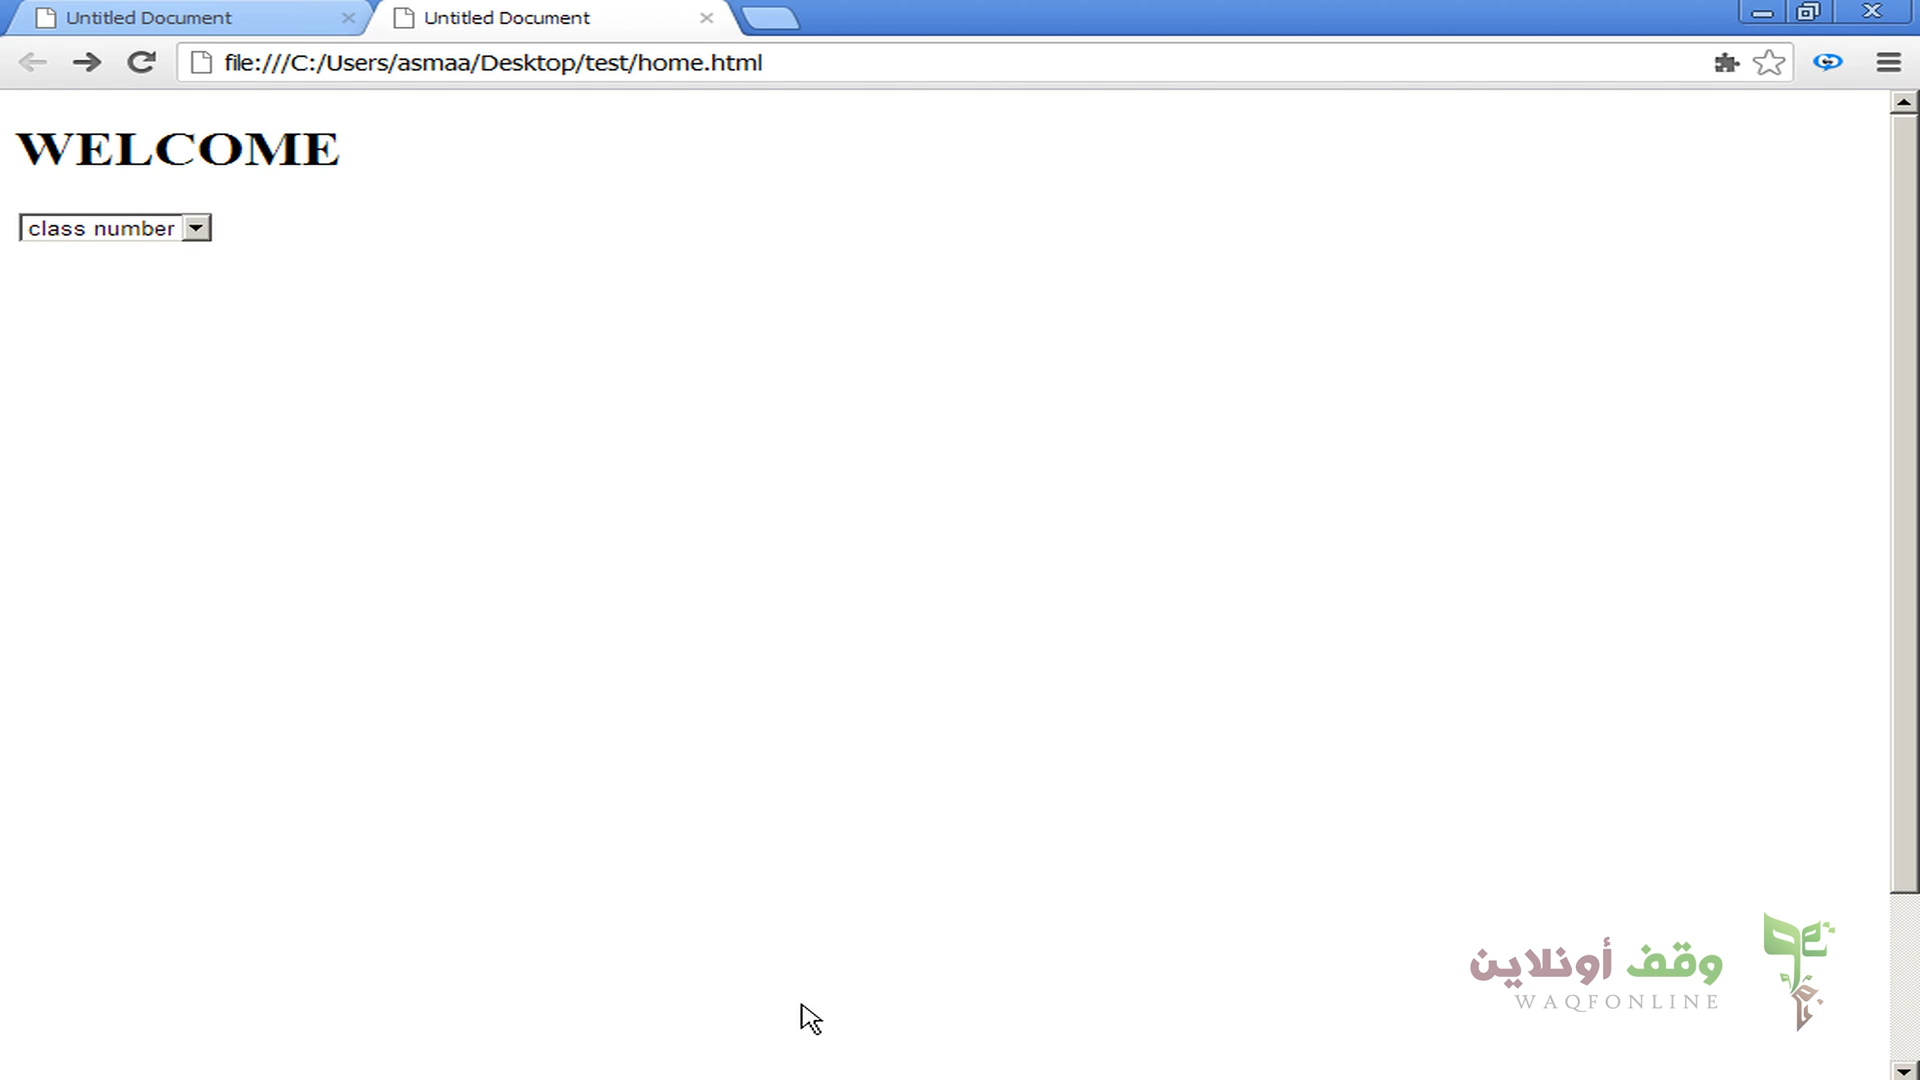 Untitled Document
Untitled Document
file:///C:/Users/asmaa/Desktop/test/home.html
WELCOME
class number
وقف أونلاين
WAQFONLINE